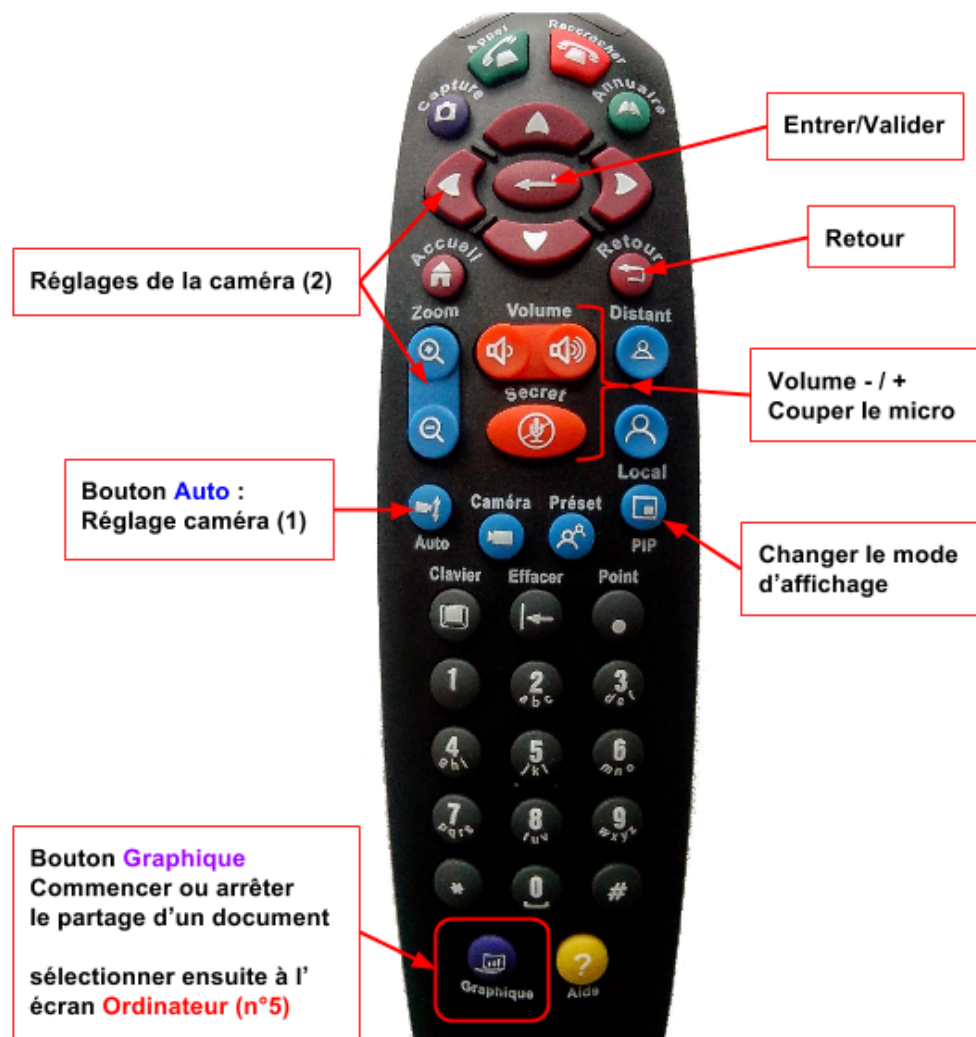 Appel
Raccrocher
Capture
Annuaire
Entrer/Valider
Accueil
Retour
Retour
Réglages de la caméra (2)
Zoom
Volume
Distant
Secret
Volume - / +
Couper le micro
Local
Bouton Auto :
Réglage caméra (1)
Caméra
Préset
Auto
PIP
Changer le mode
d'affichage
Clavier
Effacer
Point
1
2
abc
3
def
4
ghi
5
jkl
6
mno
7
pqrs
8
tuv
9
wxyz
*
0
#
Bouton Graphique
Commencer ou arrêter
le partage d'un document
sélectionner ensuite à l'
écran Ordinateur (n°5)
?
Graphique
Aide